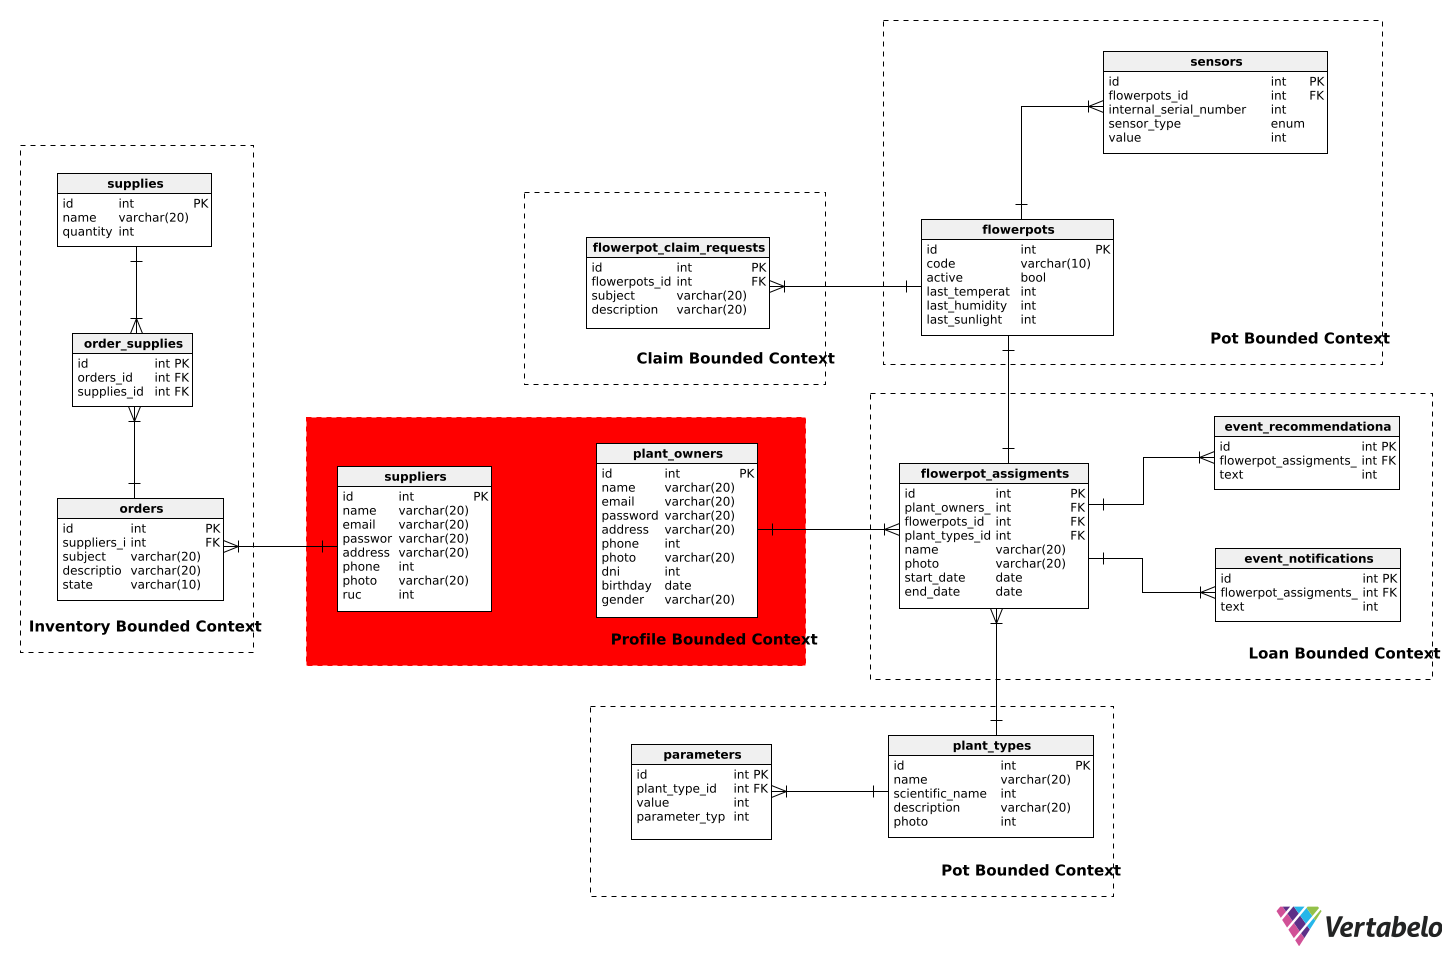 sensors
id int PK
flowerpots_id int FK
internal_serial_number int
sensor_type enum
value int
supplies
id int PK
name varchar(20)
quantity int
flowerpots
id int PK
code varchar(10)
active bool
last_temperat int
last_humidity int
last_sunlight int
flowerpot_claim_requests
id int PK
flowerpots_id int FK
subject varchar(20)
description varchar(20)
Pot Bounded Context
order_supplies
id int PK
orders_id int FK
supplies_id int FK
Claim Bounded Context
event_recommendationa
id int PK
flowerpot_assigments_ int FK
text int
plant_owners
id int PK
name varchar(20)
email varchar(20)
password varchar(20)
address varchar(20)
phone int
photo varchar(20)
dni int
birthday date
gender varchar(20)
suppliers
id int PK
name varchar(20)
email varchar(20)
passwor varchar(20)
address varchar(20)
phone int
photo varchar(20)
ruc int
flowerpot_assigments
id int PK
plant_owners_ int FK
flowerpots_id int FK
plant_types_id int FK
name varchar(20)
photo varchar(20)
start_date date
end_date date
orders
id int PK
suppliers_i int FK
subject varchar(20)
descriptio varchar(20)
state varchar(10)
event_notifications
id int PK
flowerpot_assigments_ int FK
text int
Inventory Bounded Context
Profile Bounded Context
Loan Bounded Context
parameters
id int PK
plant_type_id int FK
value int
parameter_typ int
plant_types
id int PK
name varchar(20)
scientific_name int
description varchar(20)
photo int
Pot Bounded Context
Vertabelo